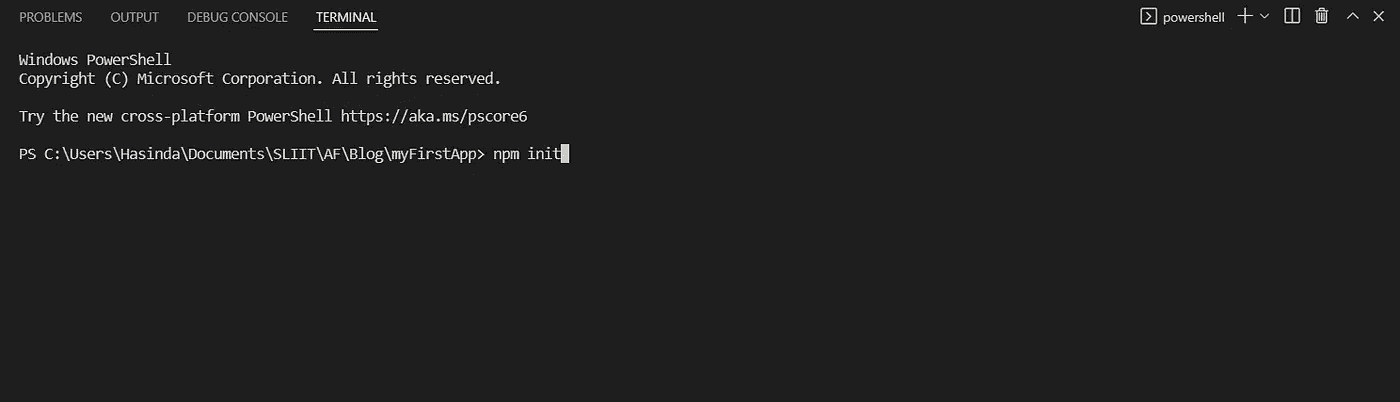 PROBLEMS OUTPUT DEBUG CONSOLE TERMINAL powershell
Windows PowerShell
Copyright (C) Microsoft Corporation. All rights reserved.
Try the new cross-platform PowerShell https://aka.ms/pscore6
PS C:\Users\Hasinda\Documents\SLIIT\AF\Blog\myFirstApp> npm init